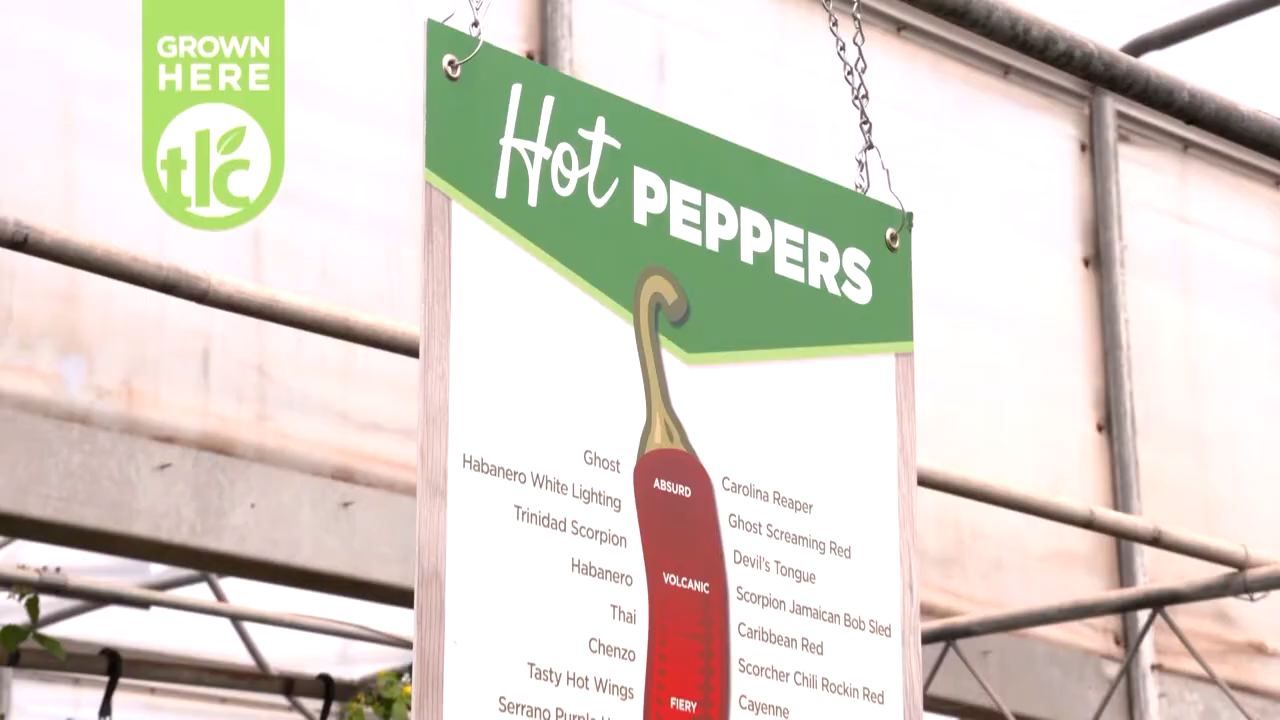 GROWN
HERE
tlc
Hot PEPPERS
Ghost
Habanero White Lighting
Trinidad Scorpion
Habanero
Thai
Chenzo
Tasty Hot Wings
Serrano Purple
ABSURD
VOLCANIC
FIERY
Carolina Reaper
Ghost Screaming Red
Devil's Tongue
Scorpion Jamaican Bob Sled
Caribbean Red
Scorcher Chili Rockin Red
Cayenne